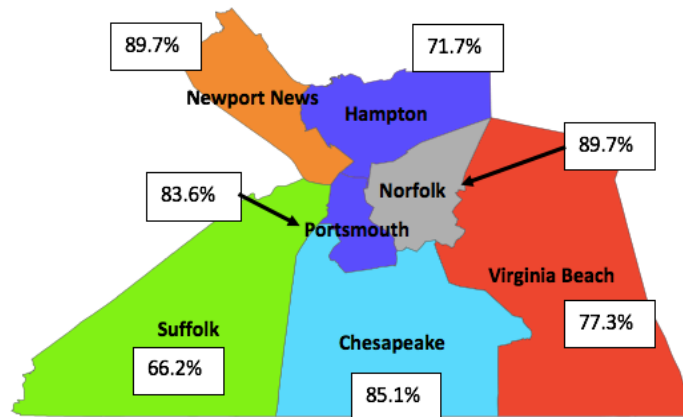 89.7%
71.7%
Newport News
Hampton
89.7%
83.6%
Norfolk
Portsmouth
Virginia Beach
Suffolk
Chesapeake
77.3%
66.2%
85.1%